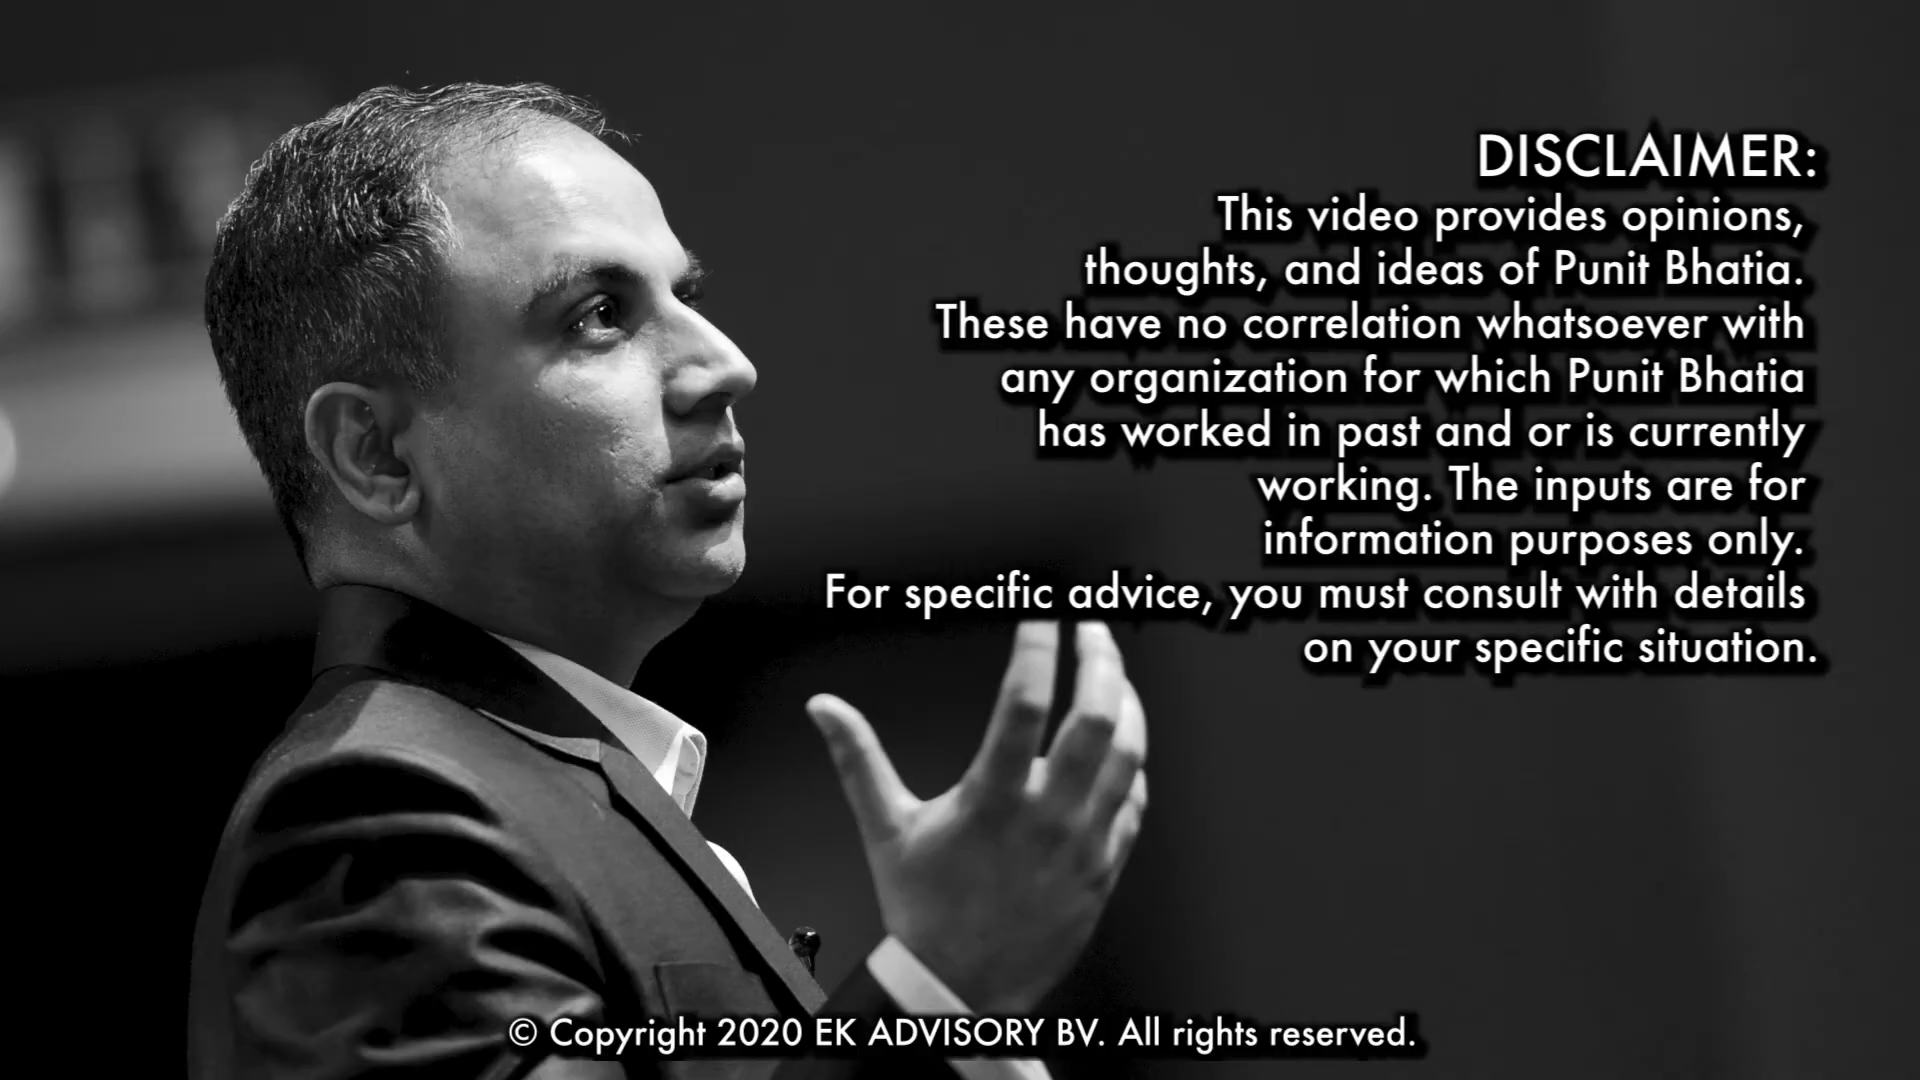 DISCLAIMER:
This video provides opinions,
thoughts, and ideas of Punit Bhatia.
These have no correlation whatsoever with
any organization for which Punit Bhatia
has worked in past and or is currently
working. The inputs are for
information purposes only.
For specific advice, you must consult with details
on your specific situation.
© Copyright 2020 EK ADVISORY BV. All rights reserved.